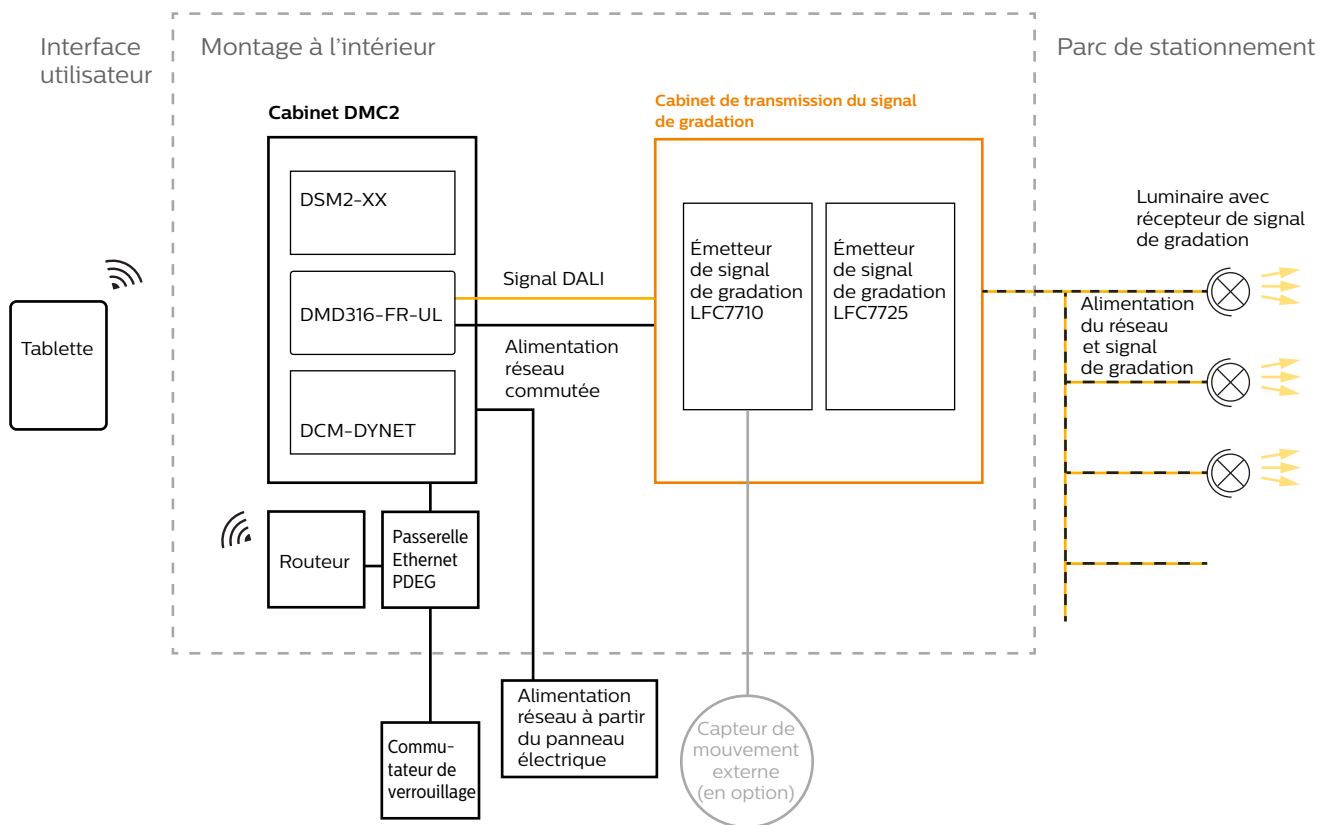 Interface
utilisateur
Montage à l’intérieur
Parc de stationnement
Cabinet DMC2
Cabinet de transmission du signal
de gradation
DSM2-XX
DMD316-FR-UL
DCM-DYNET
Signal DALI
Alimentation
réseau
commutée
Émetteur
de signal
de gradation
LFC7710
Émetteur
de signal
de gradation
LFC7725
Luminaire avec
récepteur de signal
de gradation
Alimentation
du réseau
et signal
de gradation
Tablette
Routeur
Passerelle
Ethernet
PDEG
Commu-
tateur de
verrouillage
Alimentation
réseau à partir
du panneau
électrique
Capteur de
mouvement
externe
(en option)